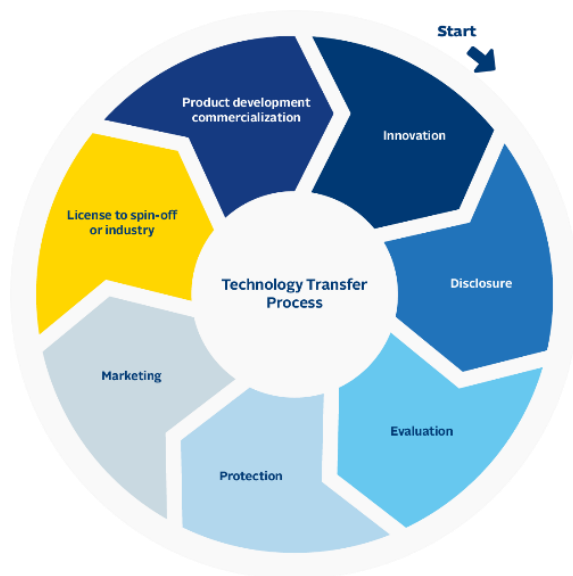 Start
Innovation
Disclosure
Evaluation
Protection
Marketing
License to spin-off
or industry
Product development
commercialization
Technology Transfer
Process